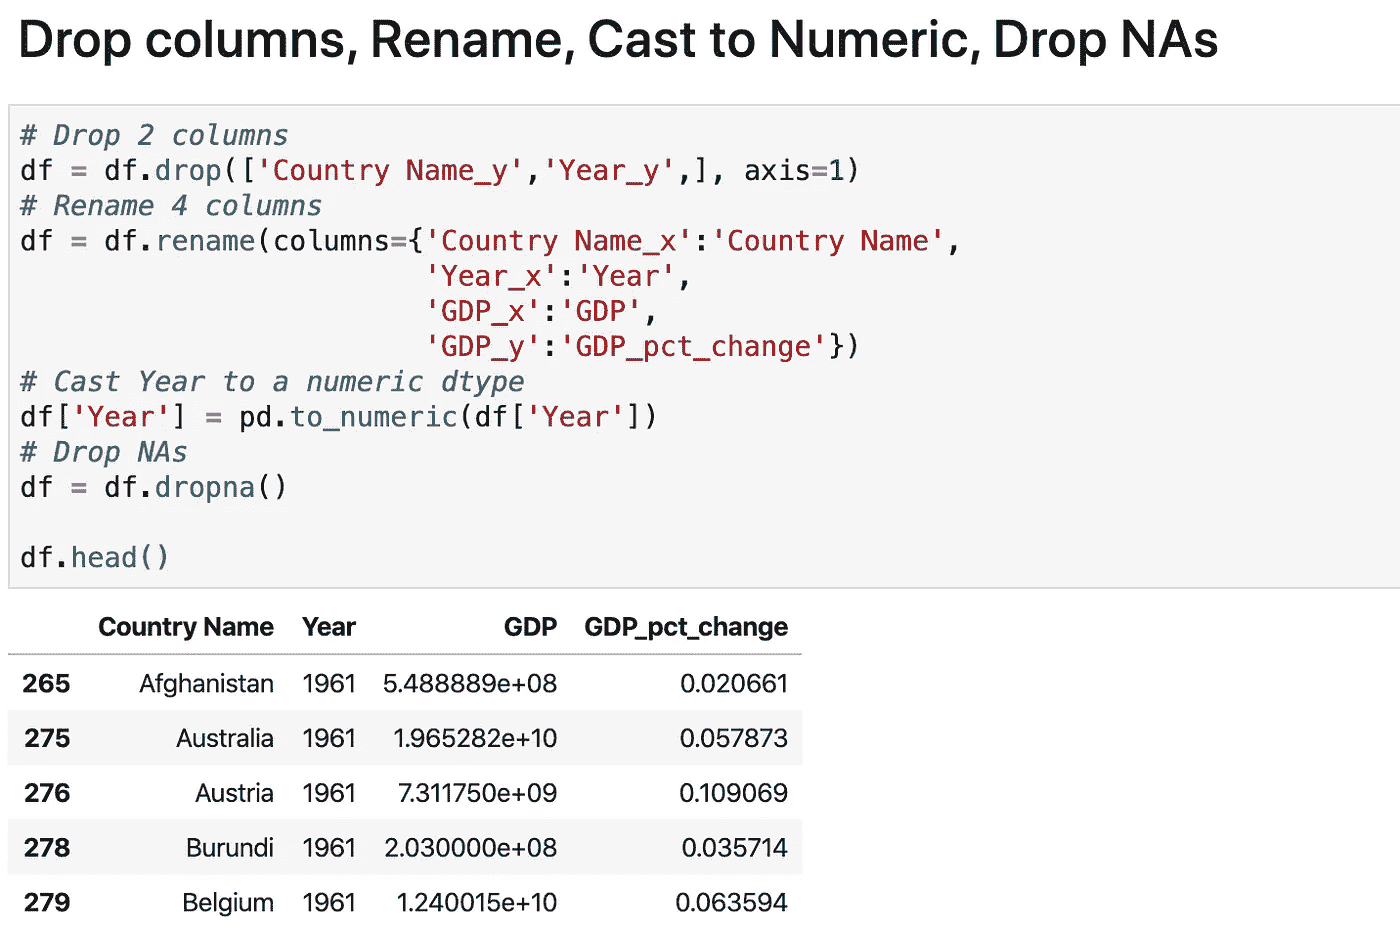 Drop columns, Rename, Cast to Numeric, Drop NAs
# Drop 2 columns
df = df.drop(['Country Name_y','Year_y',], axis=1)
# Rename 4 columns
df = df.rename(columns={'Country Name_x':'Country Name',
'Year_x':'Year',
'GDP_x':'GDP',
'GDP_y':'GDP_pct_change'})
# Cast Year to a numeric dtype
df['Year'] = pd.to_numeric(df['Year'])
# Drop NAs
df = df.dropna()
df.head()
Country Name Year GDP GDP_pct_change
265 Afghanistan 1961 5.488889e+08 0.020661
275 Australia 1961 1.965282e+10 0.057873
276 Austria 1961 7.311750e+09 0.109069
278 Burundi 1961 2.030000e+08 0.035714
279 Belgium 1961 1.240015e+10 0.063594